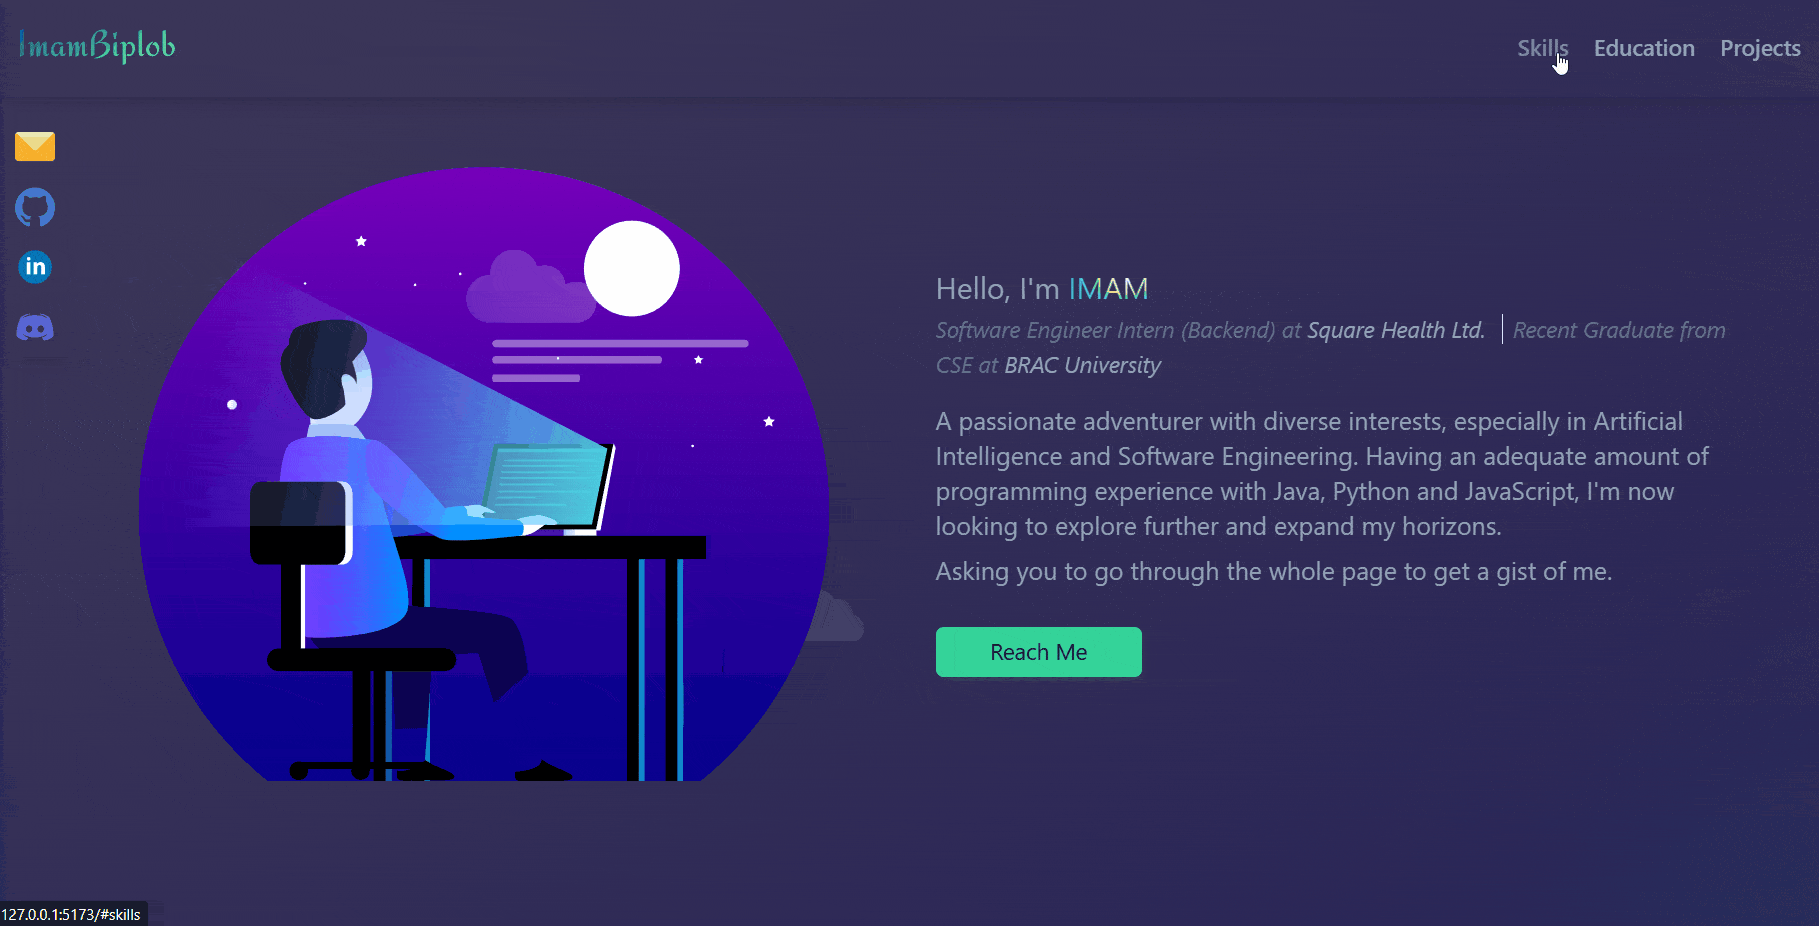 ImamBiplob
Skills Education Projects
in
Hello, I'm IMAM
Software Engineer Intern (Backend) at Square Health Ltd. | Recent Graduate from
CSE at BRAC University
A passionate adventurer with diverse interests, especially in Artificial
Intelligence and Software Engineering. Having an adequate amount of
programming experience with Java, Python and JavaScript, I'm now
looking to explore further and expand my horizons.
Asking you to go through the whole page to get a gist of me.
Reach Me
127.0.0.1:5173/#skills